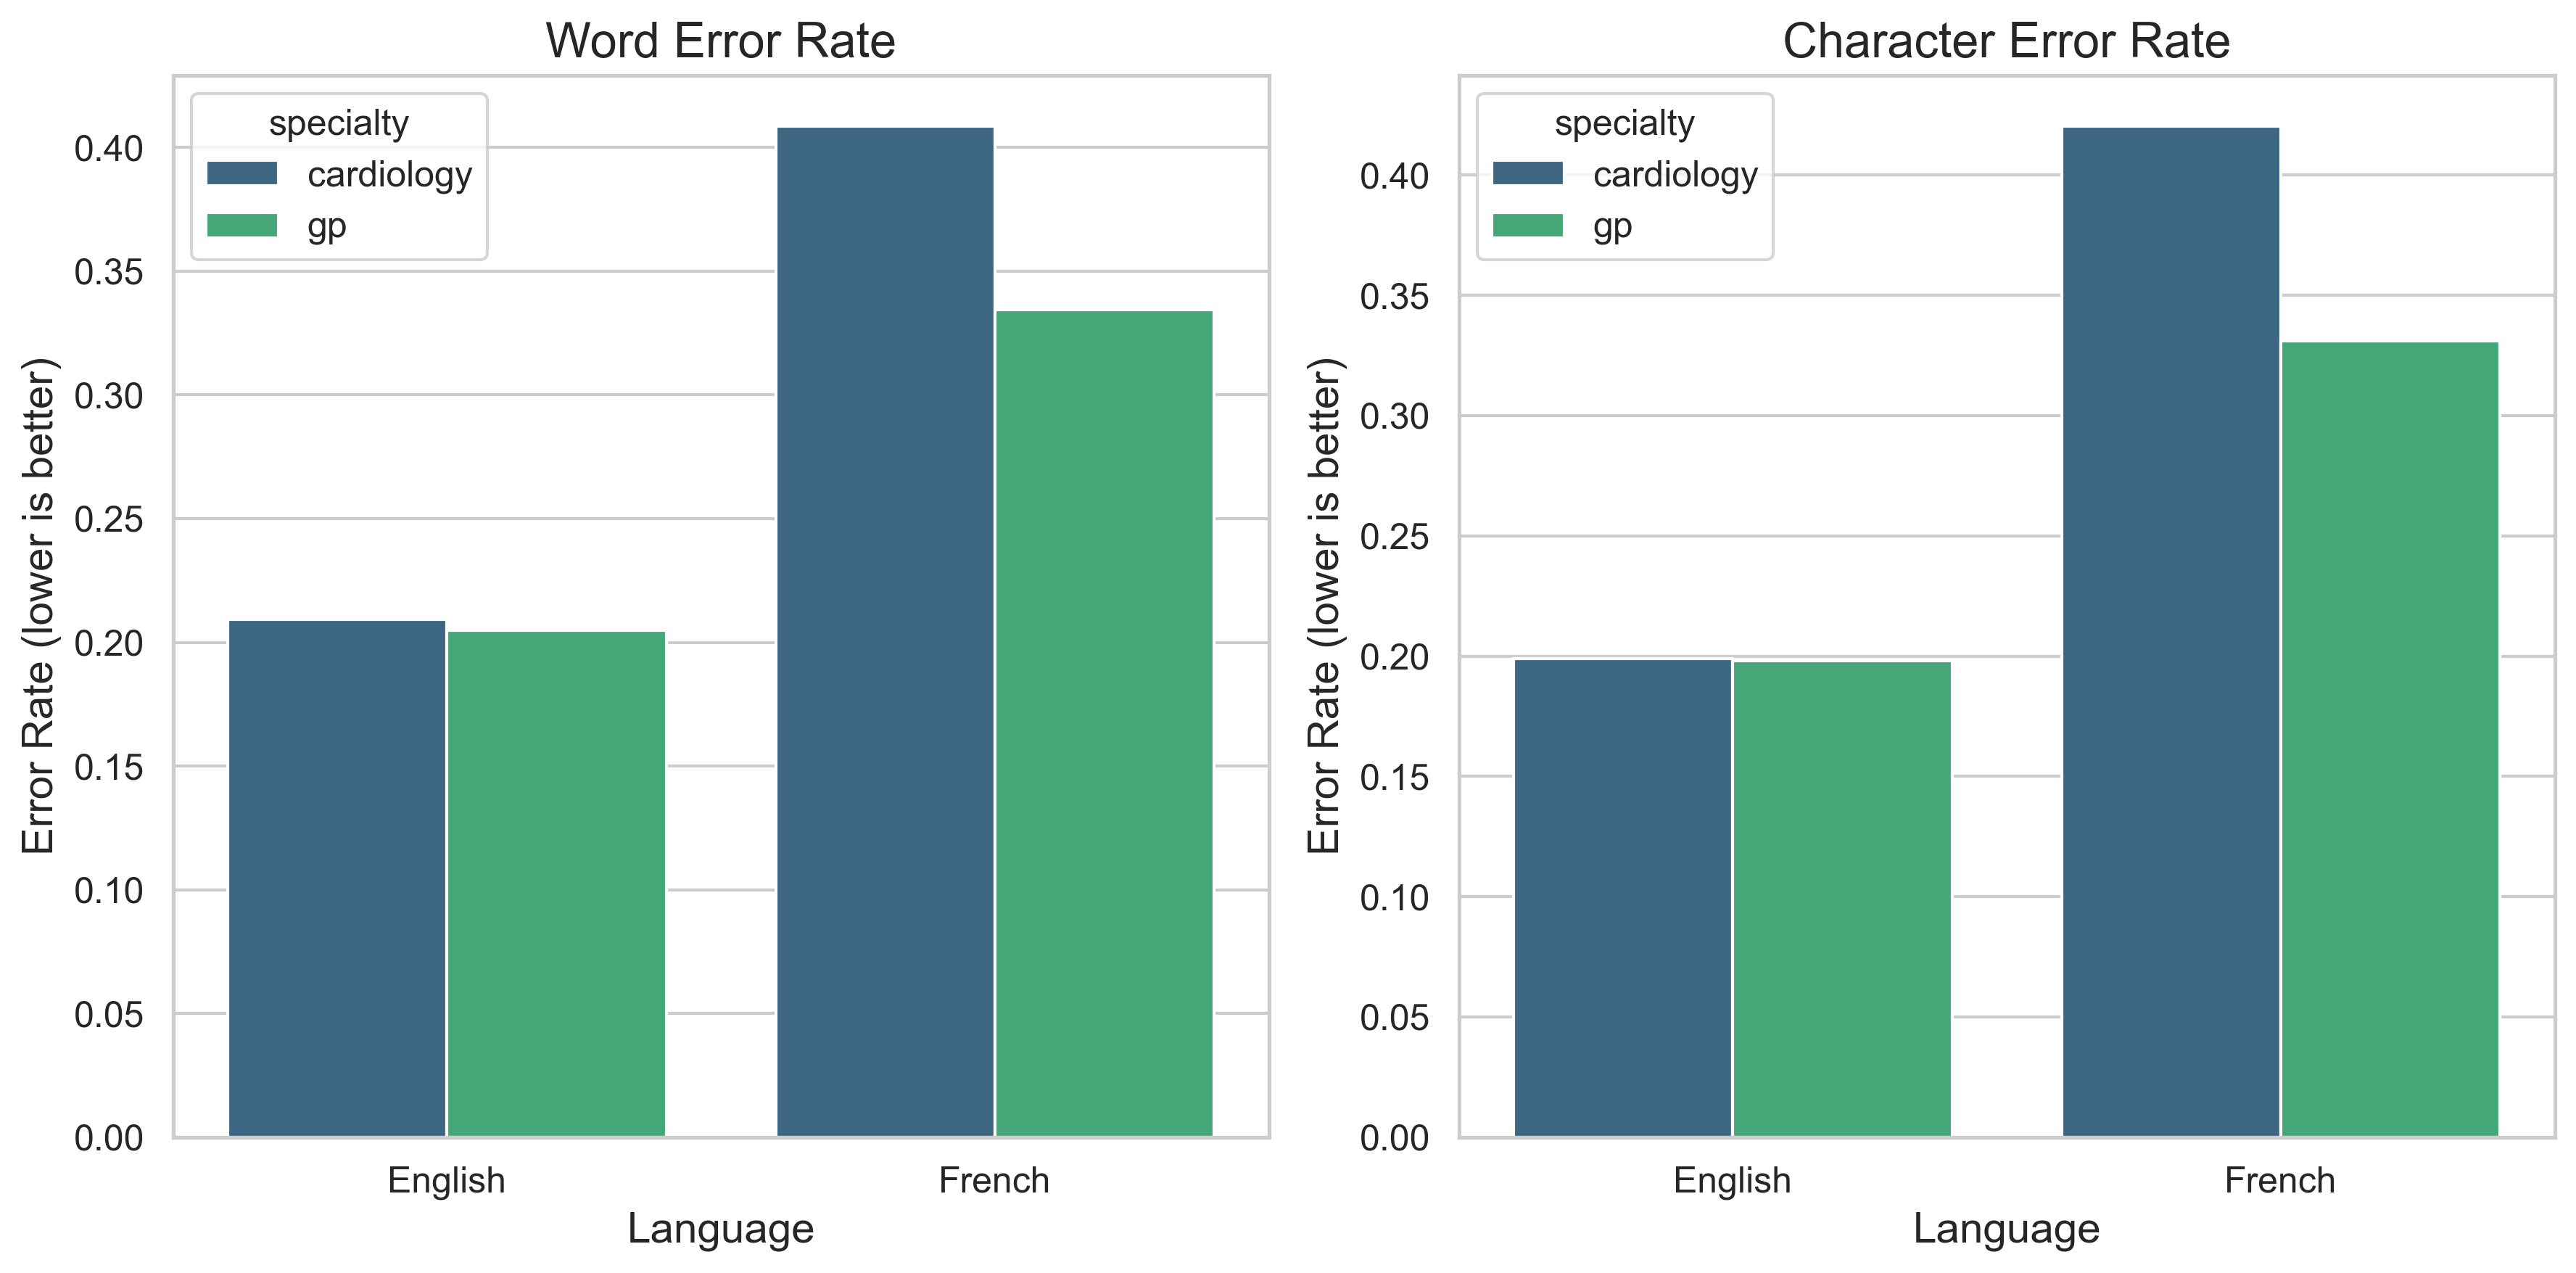 Word Error Rate
specialty
cardiology
gp
0.40
0.35
0.30
0.25
0.20
0.15
0.10
0.05
0.00
Error Rate (lower is better)
English French
Language
Character Error Rate
specialty
cardiology
gp
0.40
0.35
0.30
0.25
0.20
0.15
0.10
0.05
0.00
Error Rate (lower is better)
English French
Language